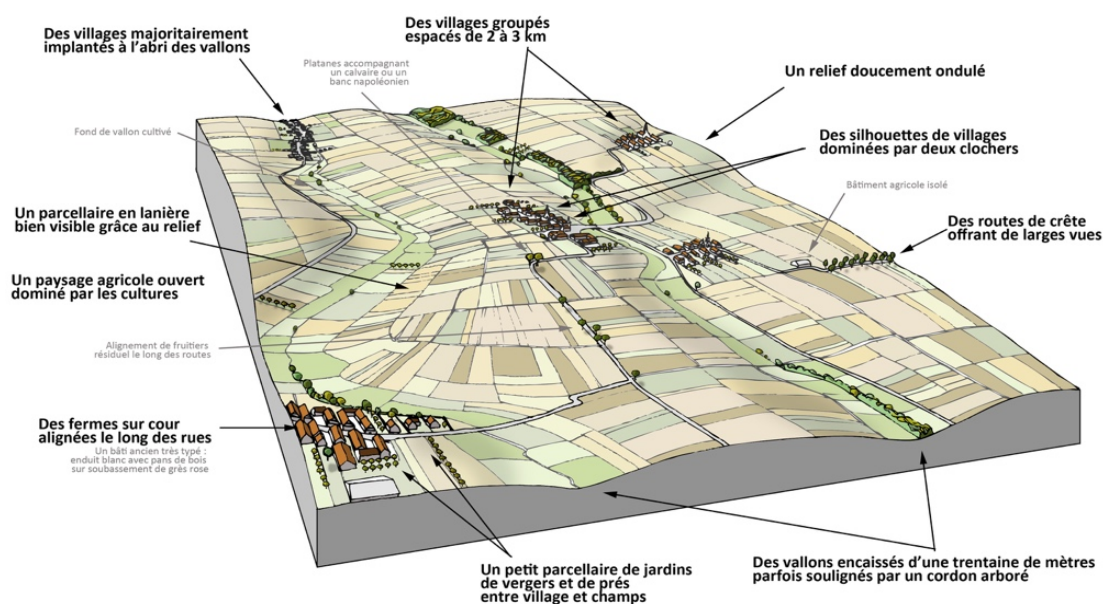 Des villages majoritairement
implantés à l'abri des vallons
Platanes accompagnant
un calvaire ou un
banc napoléonien
Des villages groupés
espacés de 2 à 3 km
Un relief doucement ondulé
Fond de vallon cultivé
Des silhouettes de villages
dominées par deux clochers
Bâtiment agricole isolé
Un parcellaire en lanière
bien visible grâce au relief
Des routes de crête
offrant de larges vues
Un paysage agricole ouvert
dominé par les cultures
Alignement de fruitiers
résiduel le long des routes
Des fermes sur cour
alignées le long des rues
Un bâti ancien très typé :
enduit blanc avec pans de bois
sur soubassement de grès rose
Un petit parcellaire de jardins
de vergers et de prés
entre village et champs
Des vallons encaissés d'une trentaine de mètres
parfois soulignés par un cordon arboré